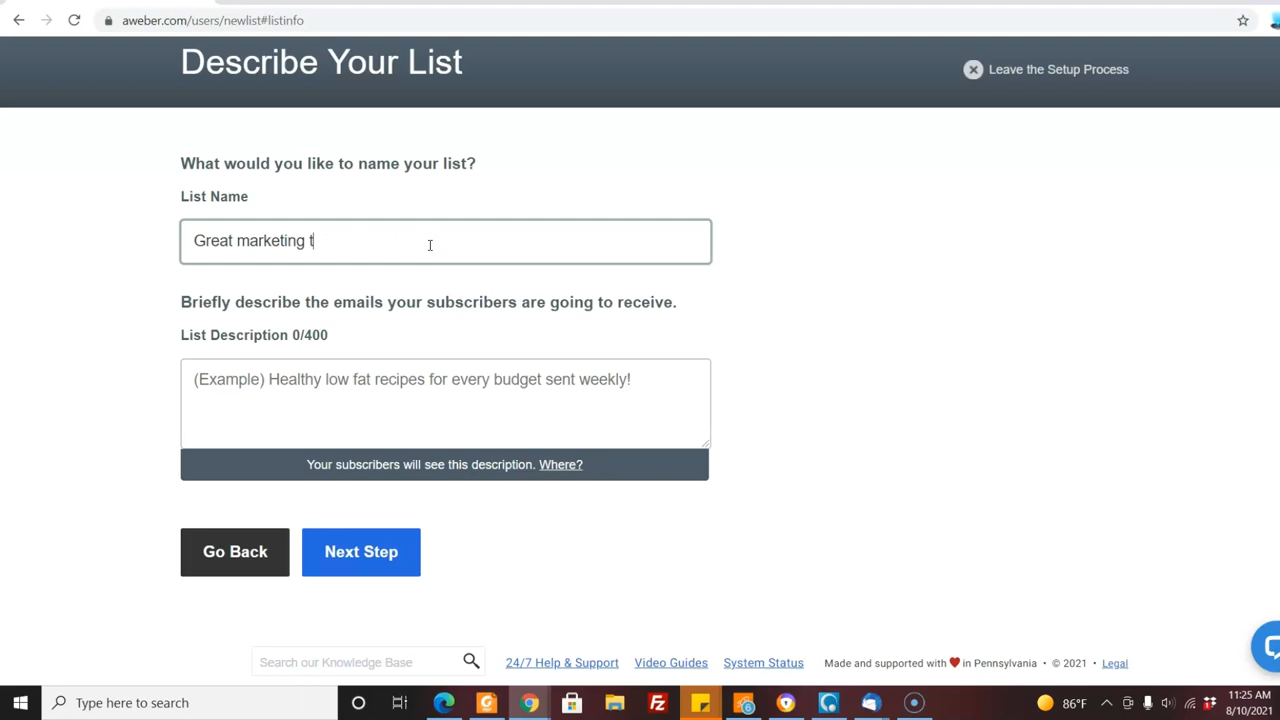 aweber.com/users/newlist#listinfo
Describe Your List
Leave the Setup Process
What would you like to name your list?
List Name
Great marketing t
Briefly describe the emails your subscribers are going to receive.
List Description 0/400
(Example) Healthy low fat recipes for every budget sent weekly!
Your subscribers will see this description. Where?
Go Back
Next Step
Search our Knowledge Base
24/7 Help & Support
Video Guides
System Status
Made and supported with ❤ in Pennsylvania • © 2021 • Legal
Type here to search
86°F
11:25 AM
8/10/2021